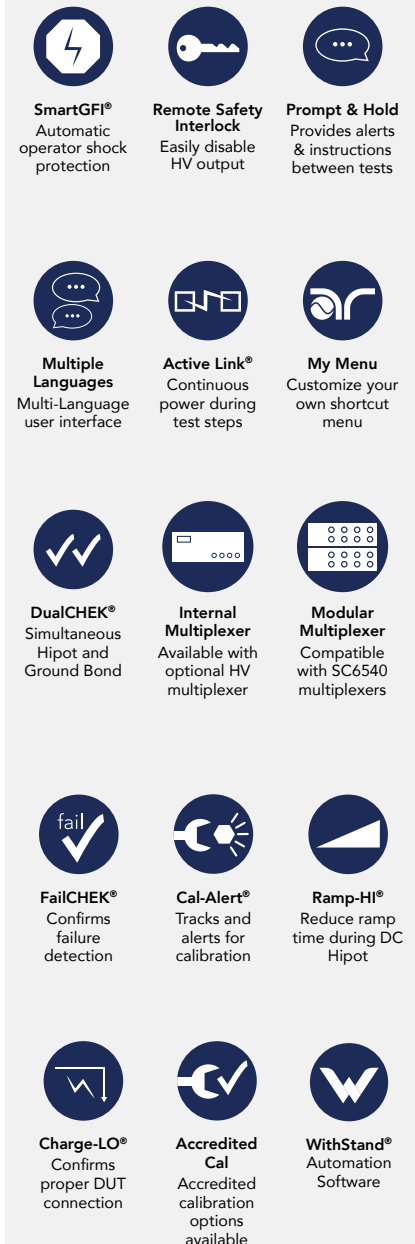 SmartGFI®
Automatic
operator shock
protection
Remote Safety
Interlock
Easily disable
HV output
Prompt & Hold
Provides alerts
& instructions
between tests
Multiple
Languages
Multi-Language
user interface
Active Link®
Continuous
power during
test steps
ar
My Menu
Customize your
own shortcut
menu
DualCHEK®
Simultaneous
Hipot and
Ground Bond
Internal
Multiplexer
Available with
optional HV
multiplexer
Modular
Multiplexer
Compatible
with SC6540
multiplexers
fail
FailCHEK®
Confirms
failure
detection
Cal-Alert®
Tracks and
alerts for
calibration
Ramp-HI®
Reduce ramp
time during DC
Hipot
Charge-LO®
Confirms
proper DUT
connection
Accredited
Cal
Accredited
calibration
options
available
W
WithStand®
Automation
Software